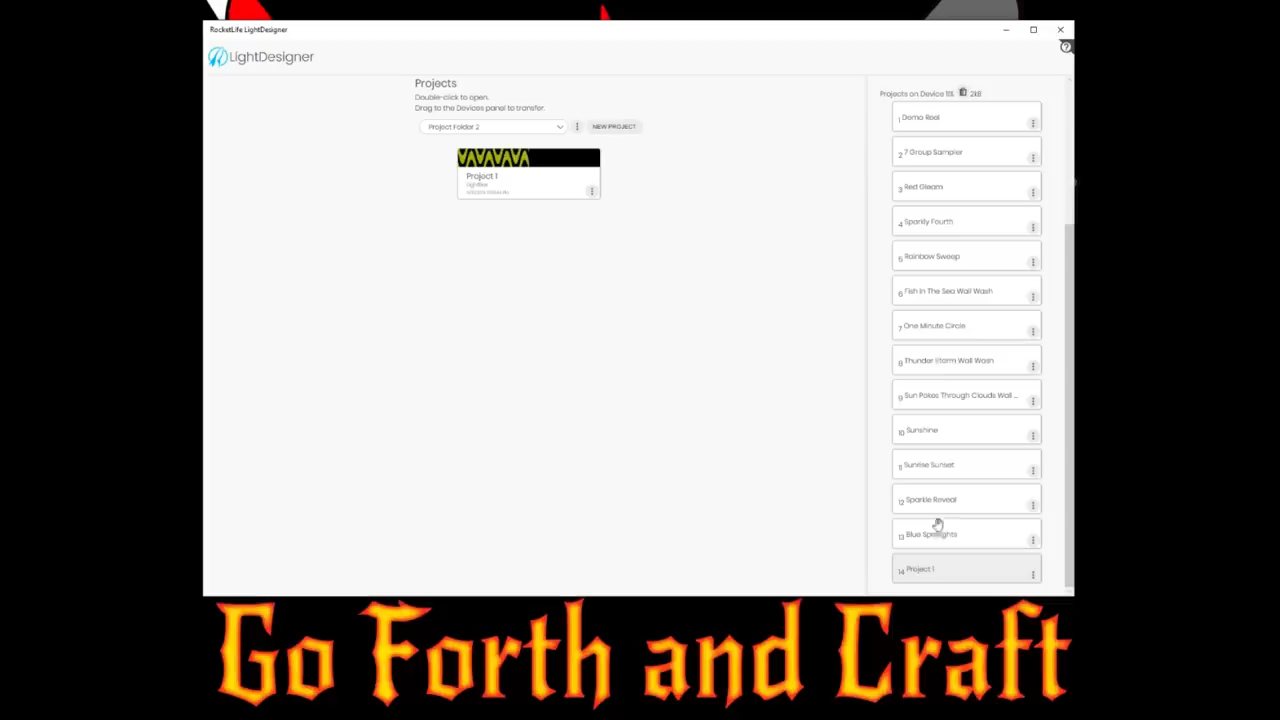 RocketLife LightDesigner
LightDesigner
Projects
Double-click to open.
Drag to the Devices panel to transfer.
Project Folder 2
NEW PROJECT
Project 1
Projects on Device 11% 2kB
1 Demo Reel
2 7 Group Sampler
3 Red Gleam
4 Sparkly Fourth
5 Rainbow Sweep
6 Fish In The Sea Wall Wash
7 One Minute Circle
8 Thunder Storm Wall Wash
9 Sun Pokes Through Clouds Wall ...
10 Sunshine
11 Sunrise Sunset
12 Sparkle Reveal
13 Blue Spotlights
14 Project 1
Go Forth and Craft